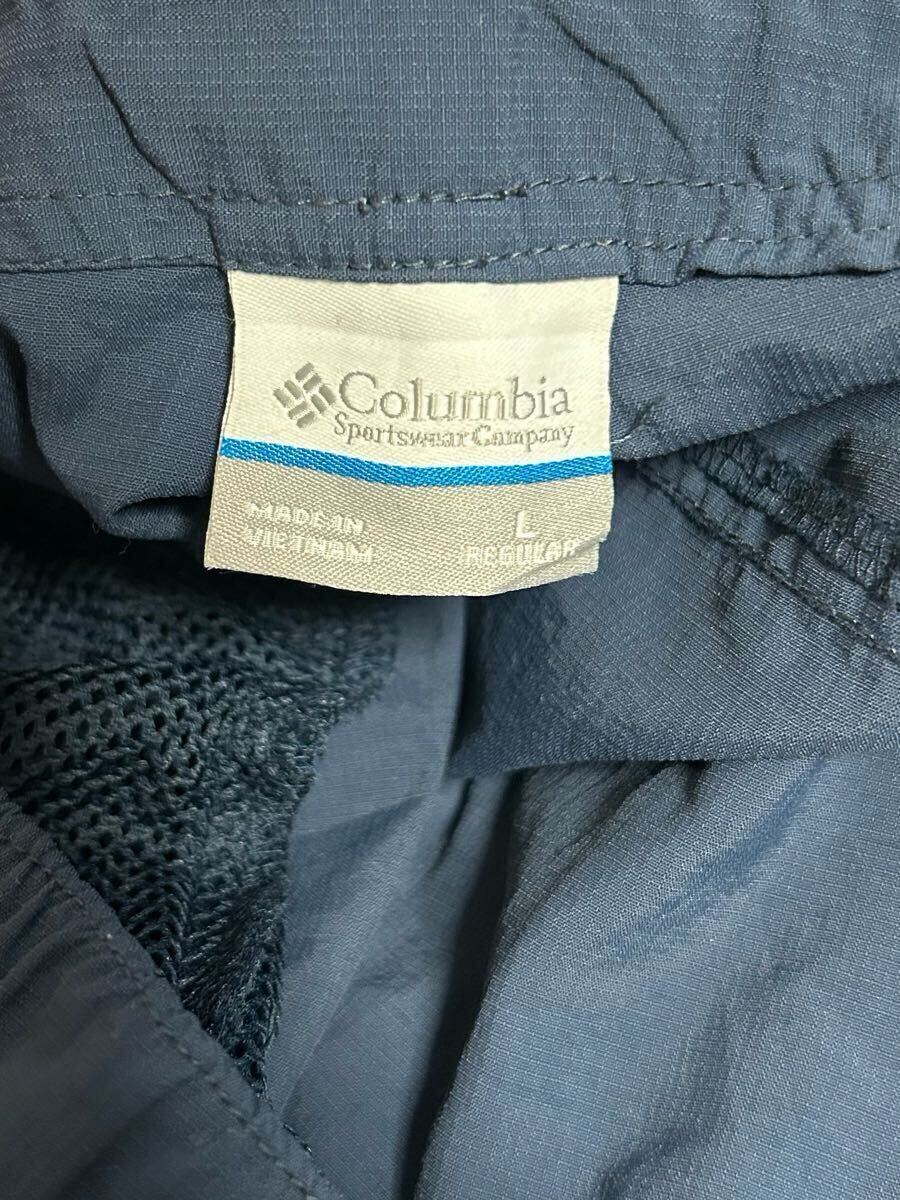 Columbia
Sportswear Company
MADE IN
VIETNAM
L
REGULAR